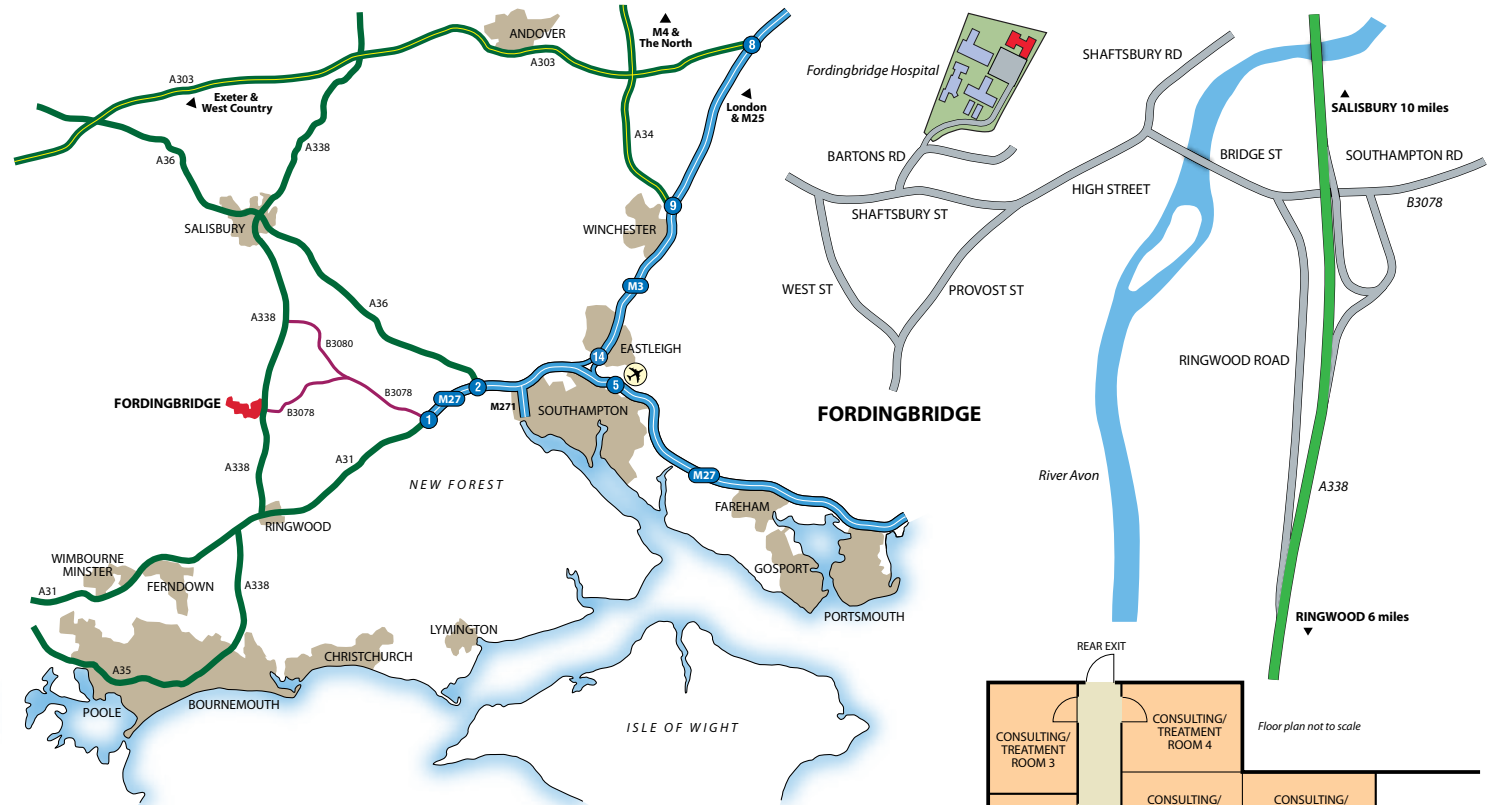 ANDOVER
M4 &
The North
8
A303
A303
Exeter &
West Country
London
& M25
A34
A338
A36
SALISBURY
9
WINCHESTER
M3
A36
A338
B3080
14
EASTLEIGH
5
2
M27
B3078
1
M271
SOUTHAMPTON
FORDINGBRIDGE
B3078
A31
A338
NEW FOREST
M27
RINGWOOD
FAREHAM
WIMBOURNE
MINSTER
FERNDOWN
A338
A31
GOSPORT
PORTSMOUTH
LYMINGTON
CHRISTCHURCH
A35
BOURNEMOUTH
POOLE
ISLE OF WIGHT
SHAFTSBURY RD
Fordingbridge Hospital
SALISBURY 10 miles
BARTONS RD
BRIDGE ST
SOUTHAMPTON RD
HIGH STREET
B3078
SHAFTSBURY ST
WEST ST
PROVOST ST
RINGWOOD ROAD
FORDINGBRIDGE
River Avon
A338
RINGWOOD 6 miles
REAR EXIT
CONSULTING/
TREATMENT
ROOM 3
CONSULTING/
TREATMENT
ROOM 4
Floor plan not to scale
CONSULTING/
CONSULTING/